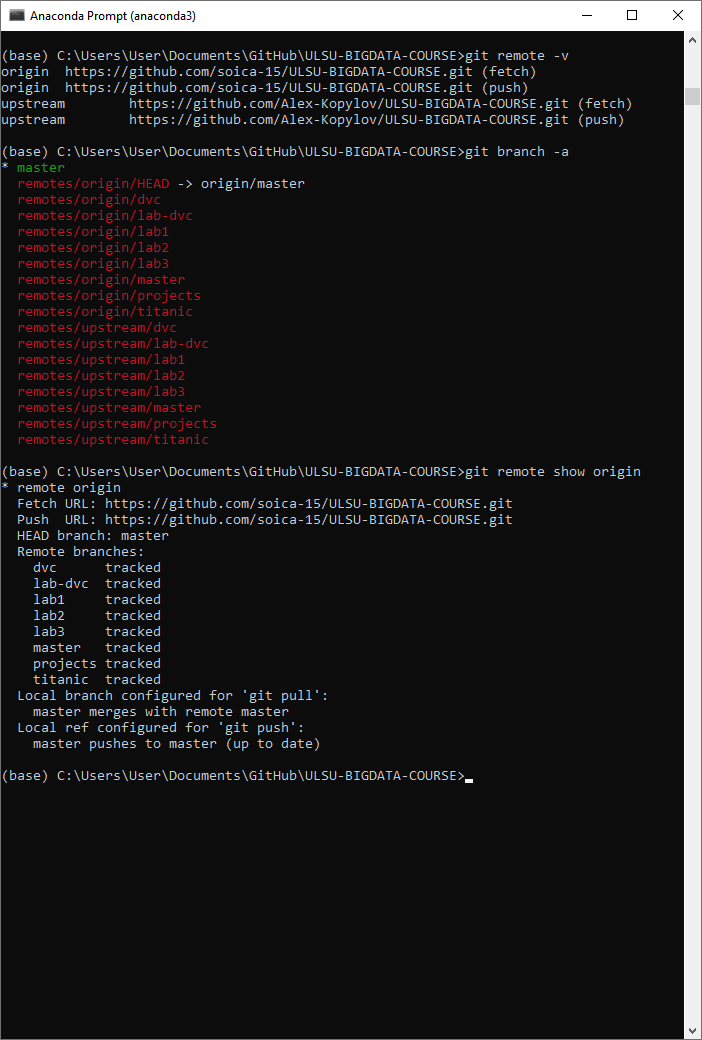 Anaconda Prompt (anaconda3)
(base) C:\Users\User\Documents\GitHub\ULSU-BIGDATA-COURSE>git remote -v
origin  https://github.com/soica-15/ULSU-BIGDATA-COURSE.git (fetch)
origin  https://github.com/soica-15/ULSU-BIGDATA-COURSE.git (push)
upstream        https://github.com/Alex-Kopylov/ULSU-BIGDATA-COURSE.git (fetch)
upstream        https://github.com/Alex-Kopylov/ULSU-BIGDATA-COURSE.git (push)
(base) C:\Users\User\Documents\GitHub\ULSU-BIGDATA-COURSE>git branch -a
* master
  remotes/origin/HEAD -> origin/master
  remotes/origin/dvc
  remotes/origin/lab-dvc
  remotes/origin/lab1
  remotes/origin/lab2
  remotes/origin/lab3
  remotes/origin/master
  remotes/origin/projects
  remotes/origin/titanic
  remotes/upstream/dvc
  remotes/upstream/lab-dvc
  remotes/upstream/lab1
  remotes/upstream/lab2
  remotes/upstream/lab3
  remotes/upstream/master
  remotes/upstream/projects
  remotes/upstream/titanic
(base) C:\Users\User\Documents\GitHub\ULSU-BIGDATA-COURSE>git remote show origin
* remote origin
  Fetch URL: https://github.com/soica-15/ULSU-BIGDATA-COURSE.git
  Push  URL: https://github.com/soica-15/ULSU-BIGDATA-COURSE.git
  HEAD branch: master
  Remote branches:
    dvc      tracked
    lab-dvc  tracked
    lab1     tracked
    lab2     tracked
    lab3     tracked
    master   tracked
    projects tracked
    titanic  tracked
  Local branch configured for 'git pull':
    master merges with remote master
  Local ref configured for 'git push':
    master pushes to master (up to date)
(base) C:\Users\User\Documents\GitHub\ULSU-BIGDATA-COURSE>